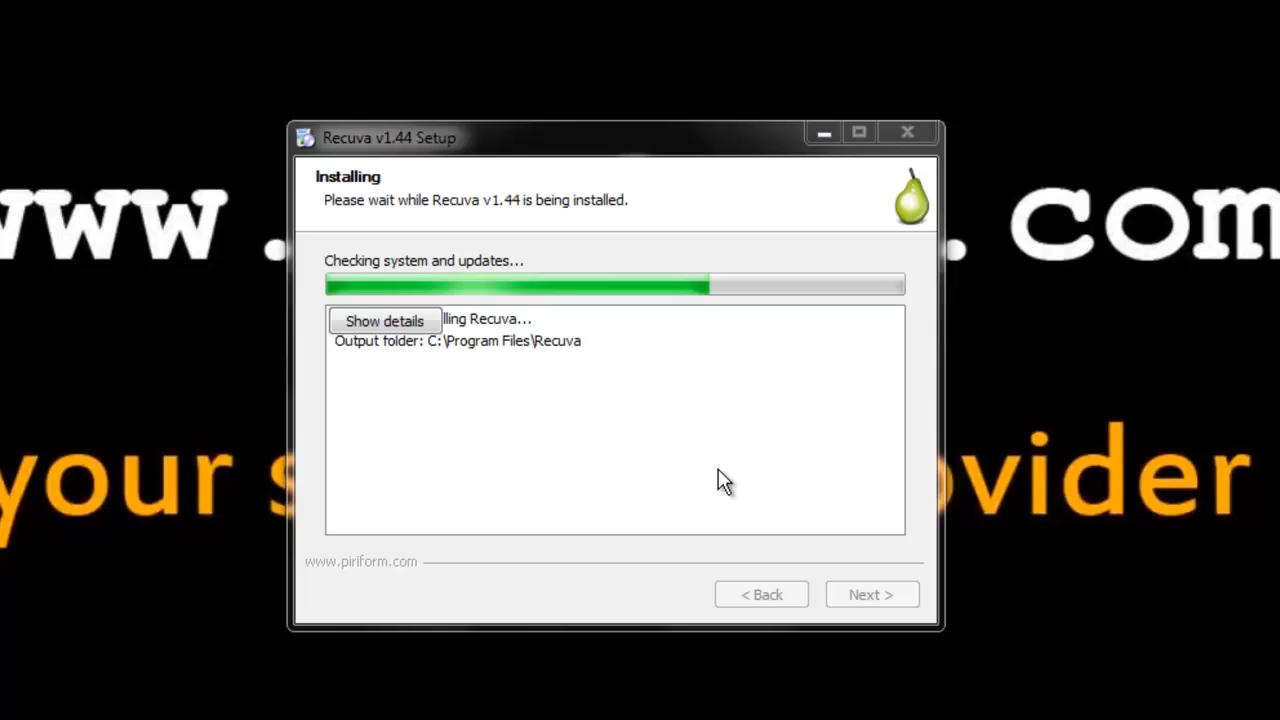 Recuva v1.44 Setup
Installing
Please wait while Recuva v1.44 is being installed.
www. . com
Checking system and updates...
Show details lling Recuva...
Output folder: C:\Program Files\Recuva
your s ovider
www.piriform.com
< Back Next >